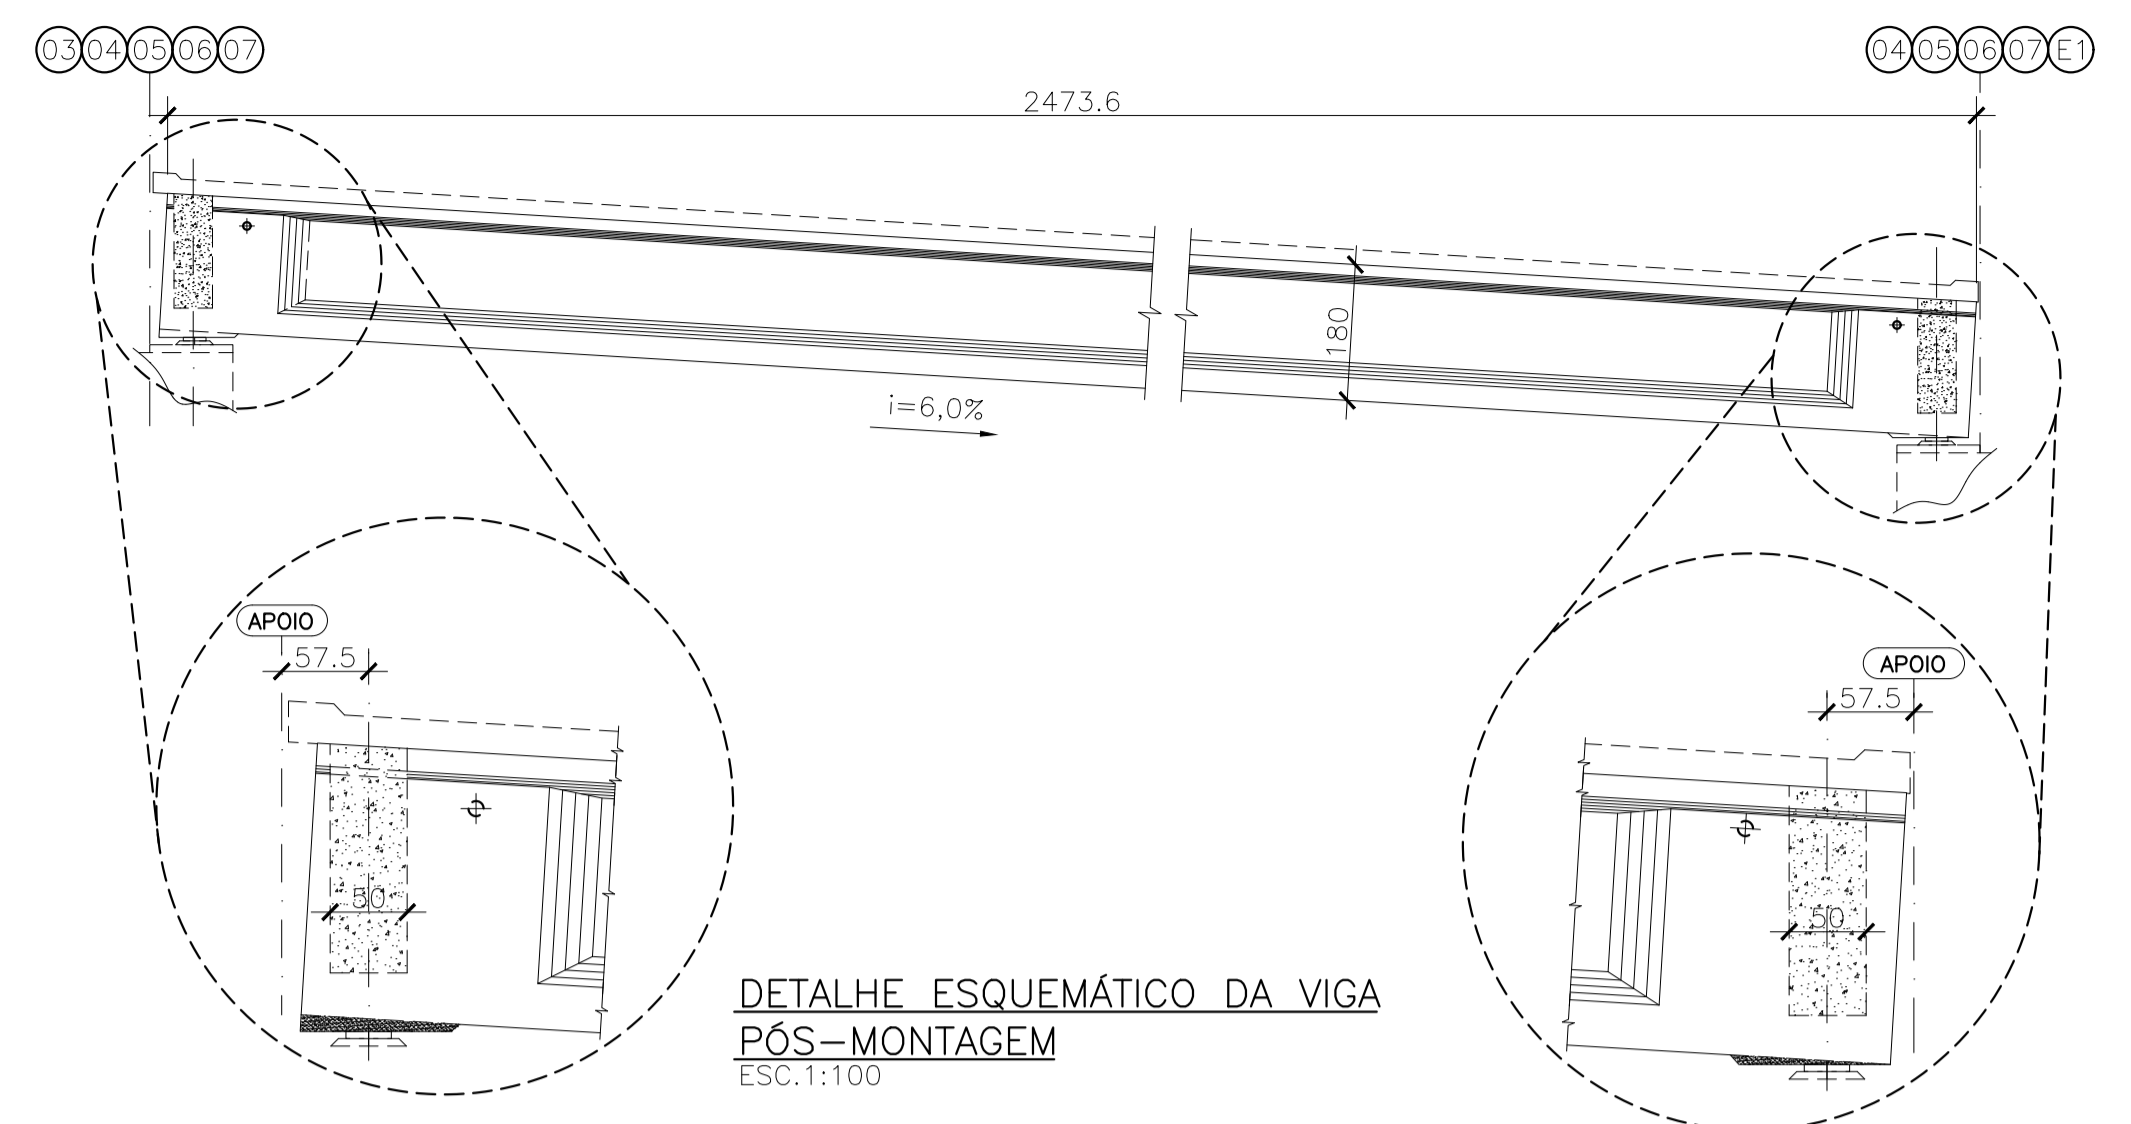 03 04 05 06 07
04 05 06 07 E1
2473.6
180
i=6,0%
APOIO
57.5
APOIO
57.5
50
50
DETALHE ESQUEMÁTICO DA VIGA
PÓS-MONTAGEM
ESC.1:100